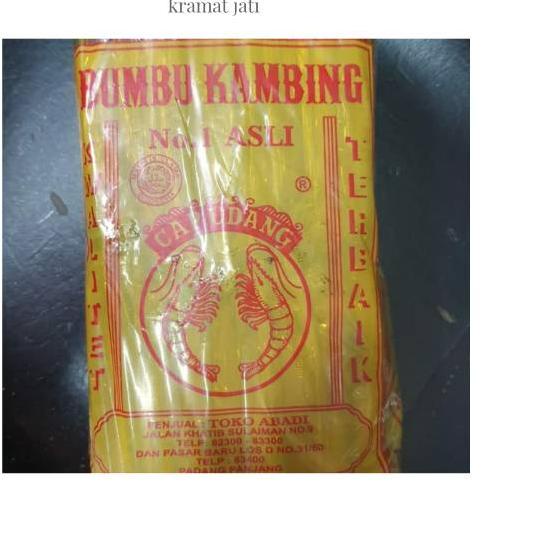 kramat jati
BUMBU KAMBING
No.1 ASLI
KWALITET
TERBAIK
®
CAP UDANG
PENJUAL : TOKO ABADI
JALAN KHATIB SULAIMAN NO.9
TELP : 82300 - 83300
DAN PASAR BARU LOS D NO.31/60
TELP : 83400
PADANG PANJANG